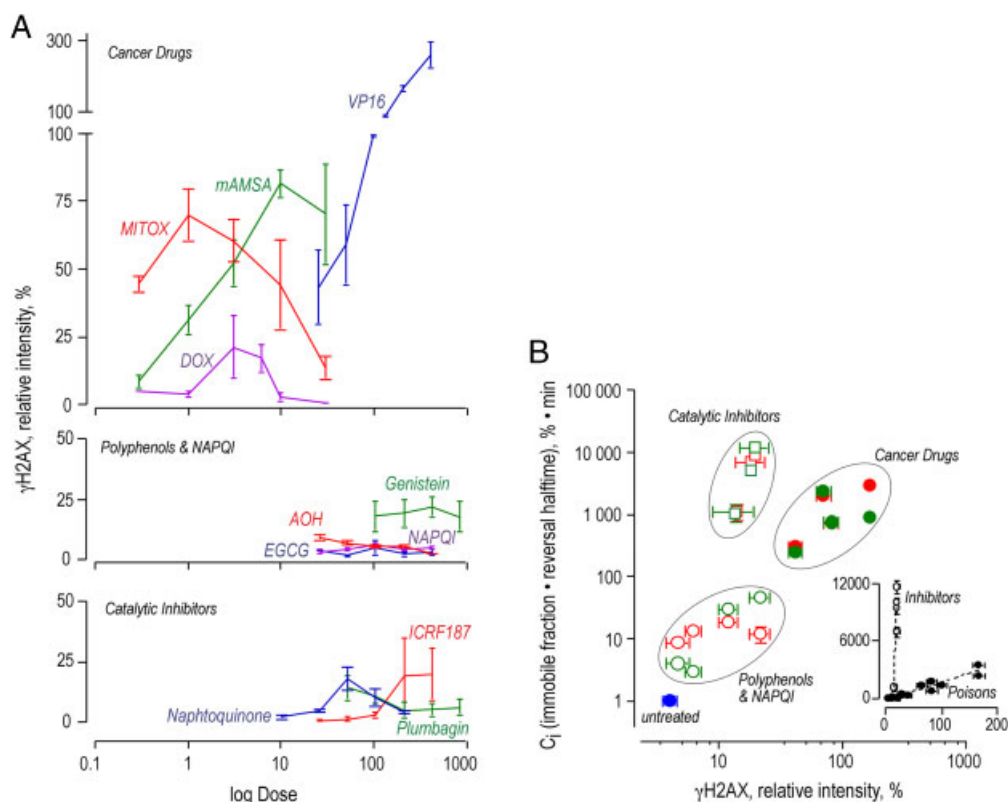 A
Cancer Drugs
300
100
100
75
50
25
0
VP16
mAMSA
MITOX
DOX
γH2AX, relative intensity, %
Polyphenols & NAPQI
50
25
0
Genistein
AOH
NAPQI
EGCG
Catalytic Inhibitors
50
25
0
ICRF187
Naphtoquinone
Plumbagin
0.1
1
10
100
1000
log Dose
B
100 000
10 000
1 000
100
10
1
Catalytic Inhibitors
Cancer Drugs
Polyphenols
& NAPQI
untreated
Ci (immobile fraction • reversal halftime), % • min
12000
6000
0
Inhibitors
Poisons
0
100
200
10
100
1000
γH2AX, relative intensity, %